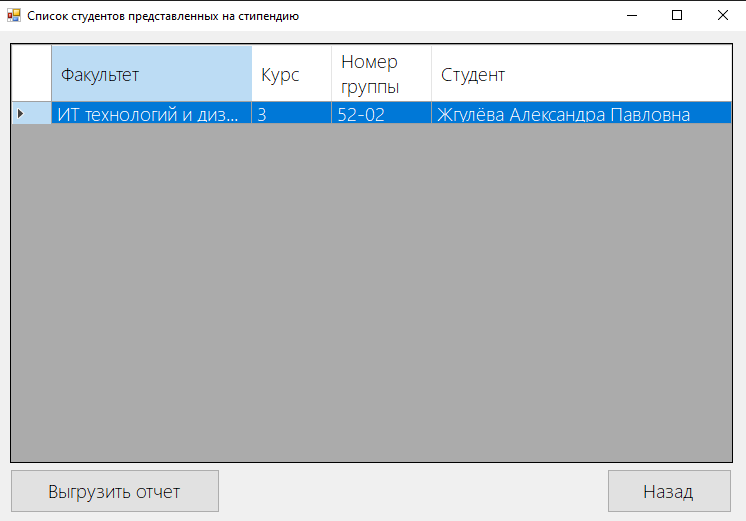 Список студентов представленных на стипендию
Факультет Курс Номер группы Студент
ИТ технологий и диз... 3 52-02 Жгулёва Александра Павловна
Выгрузить отчет Назад